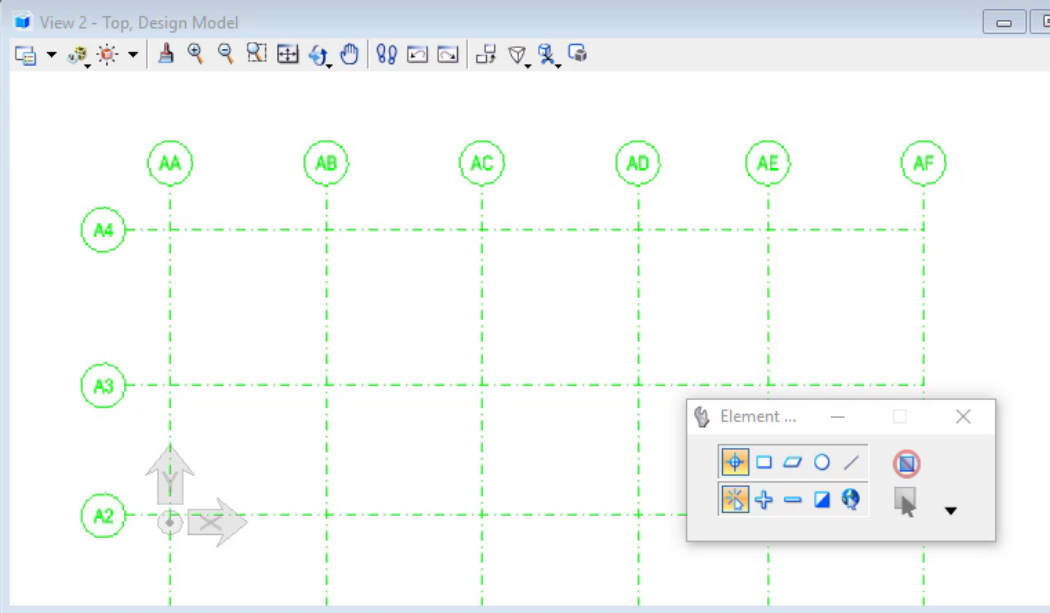 View 2 - Top, Design Model
AA AB AC AD AE AF
A4
A3
Element ...
Y
A2
X